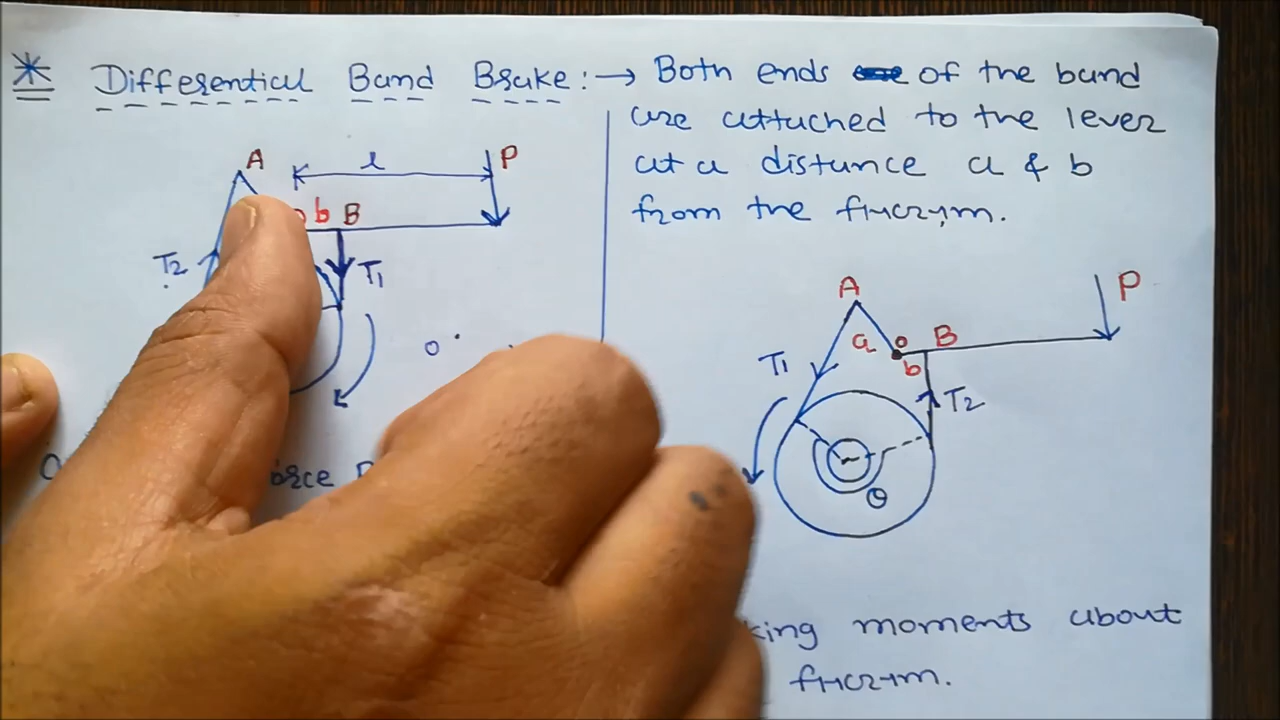 * Differential Band Brake :→ Both ends of the band
are attached to the lever
at a distance a & b
from the fulcrum.
A
l
P
b B
T2
T1
A
P
a
o
B
b
T1
T2
θ
moments about
fulcrum.